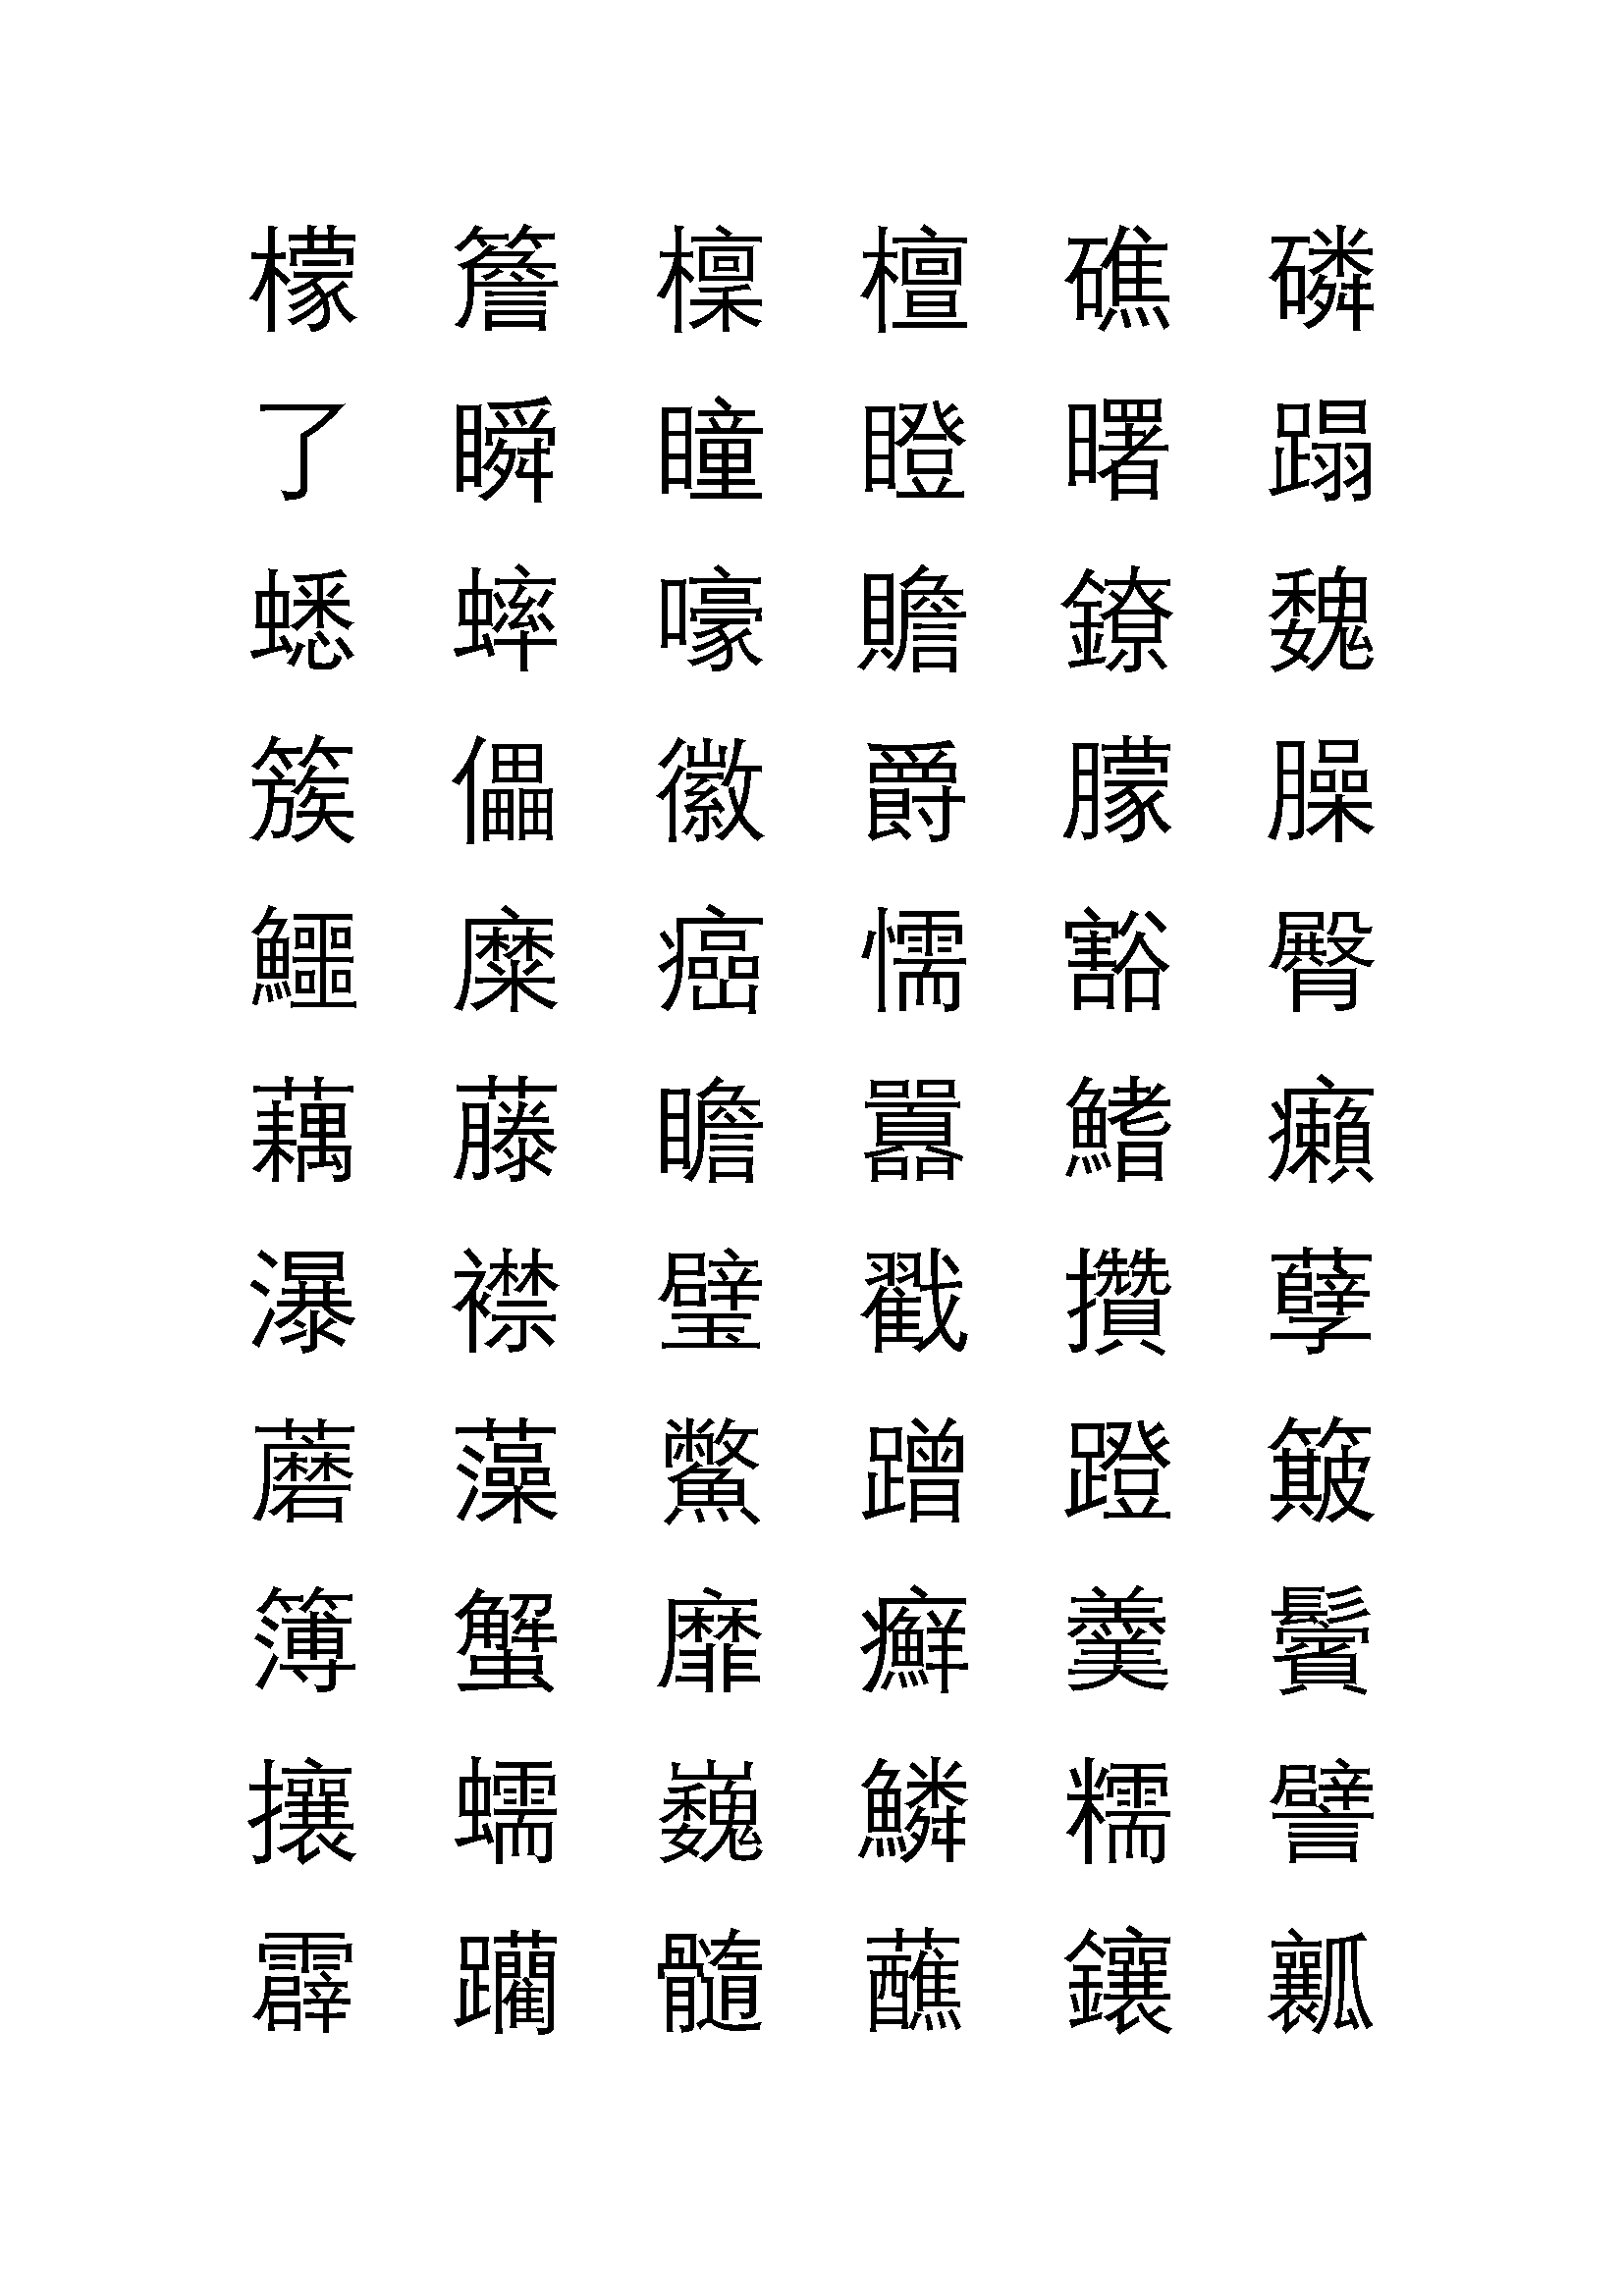 檬 簷 檁 檀 礁 磷
了 瞬 瞳 瞪 曙 蹋
蟋 蟀 嚎 贍 鐐 魏
簇 儡 徽 爵 朦 臊
鱷 糜 癌 懦 豁 臀
藕 藤 瞻 囂 鰭 癩
瀑 襟 璧 戳 攢 孽
蘑 藻 鱉 蹭 蹬 簸
簿 蟹 靡 癬 羹 鬢
攘 蠕 巍 鱗 糯 譬
霹 躪 髓 蘸 鑲 瓤